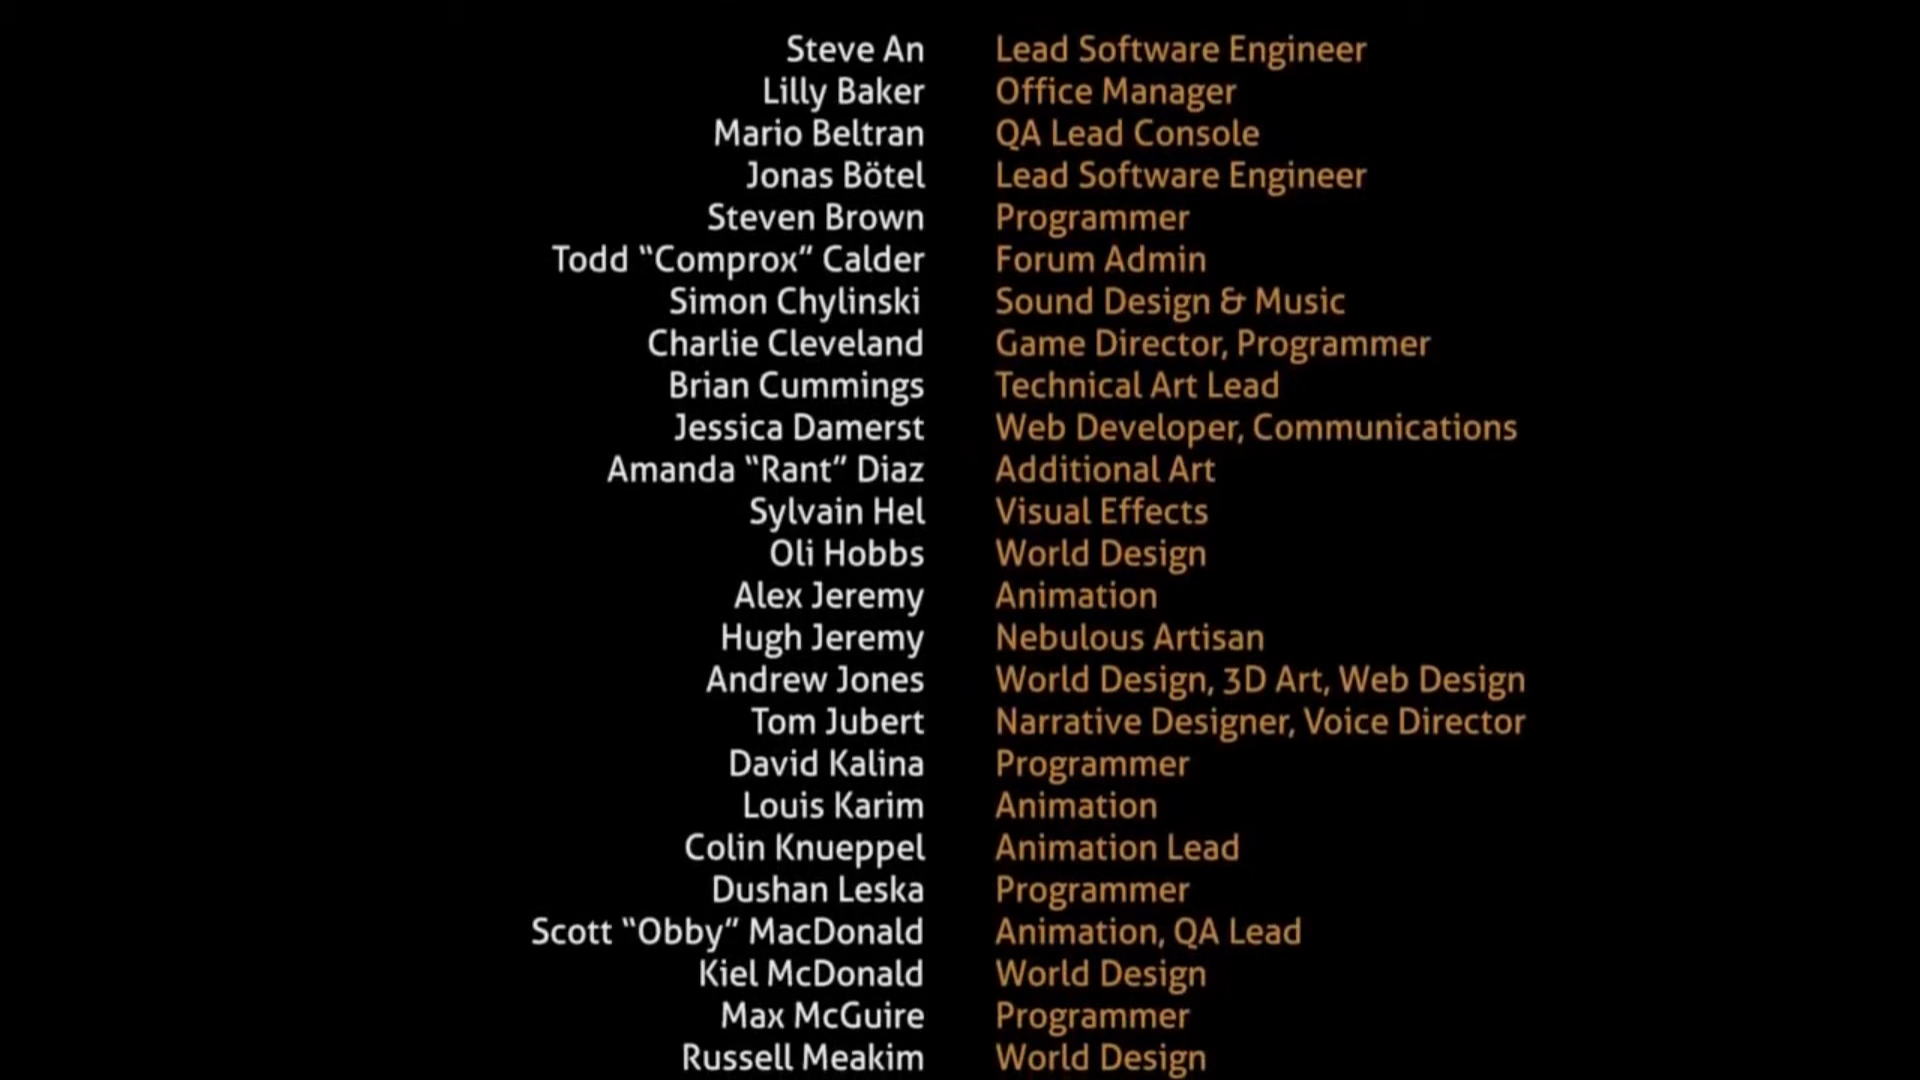 Steve An Lead Software Engineer
Lilly Baker Office Manager
Mario Beltran QA Lead Console
Jonas Bötel Lead Software Engineer
Steven Brown Programmer
Todd “Comprox” Calder Forum Admin
Simon Chylinski Sound Design & Music
Charlie Cleveland Game Director, Programmer
Brian Cummings Technical Art Lead
Jessica Damerst Web Developer, Communications
Amanda “Rant” Diaz Additional Art
Sylvain Hel Visual Effects
Oli Hobbs World Design
Alex Jeremy Animation
Hugh Jeremy Nebulous Artisan
Andrew Jones World Design, 3D Art, Web Design
Tom Jubert Narrative Designer, Voice Director
David Kalina Programmer
Louis Karim Animation
Colin Knueppel Animation Lead
Dushan Leska Programmer
Scott “Obby” MacDonald Animation, QA Lead
Kiel McDonald World Design
Max McGuire Programmer
Russell Meakim World Design